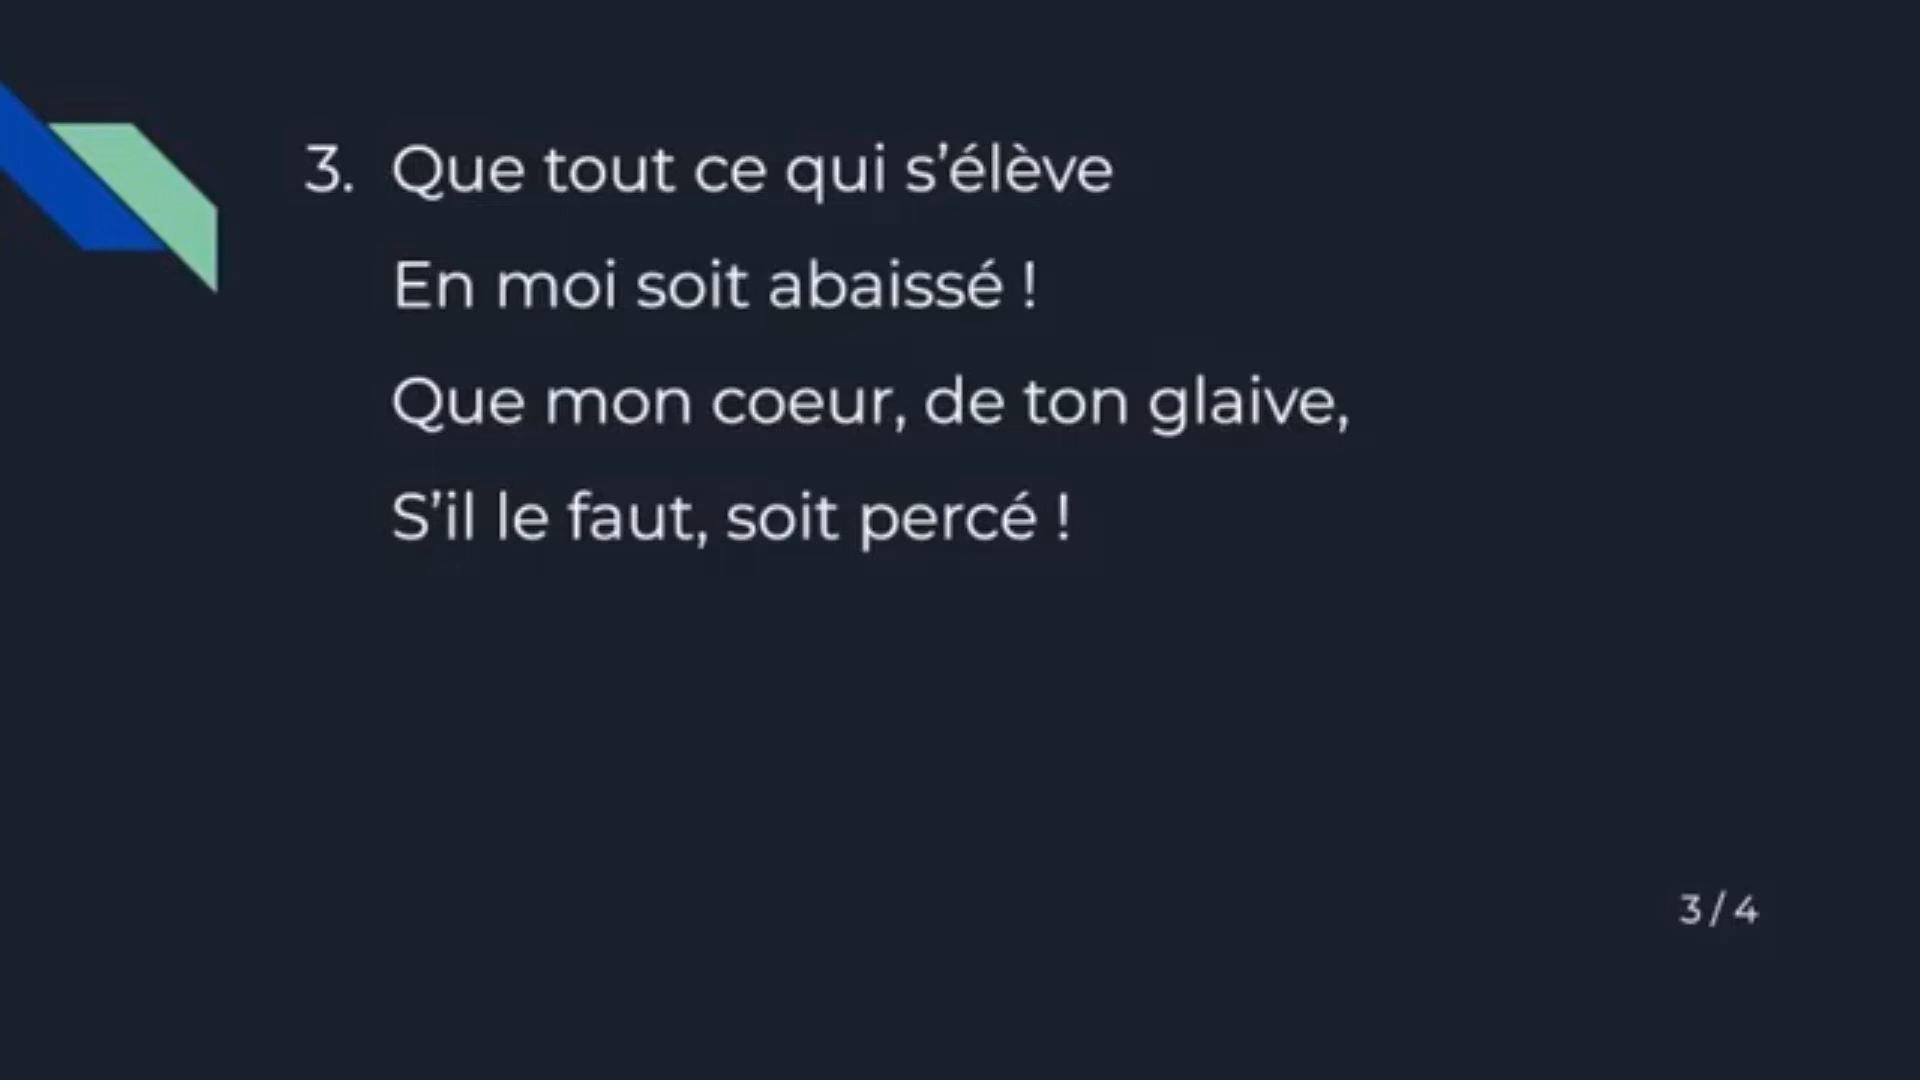 3. Que tout ce qui s’élève
En moi soit abaissé !
Que mon coeur, de ton glaive,
S’il le faut, soit percé !
3 / 4